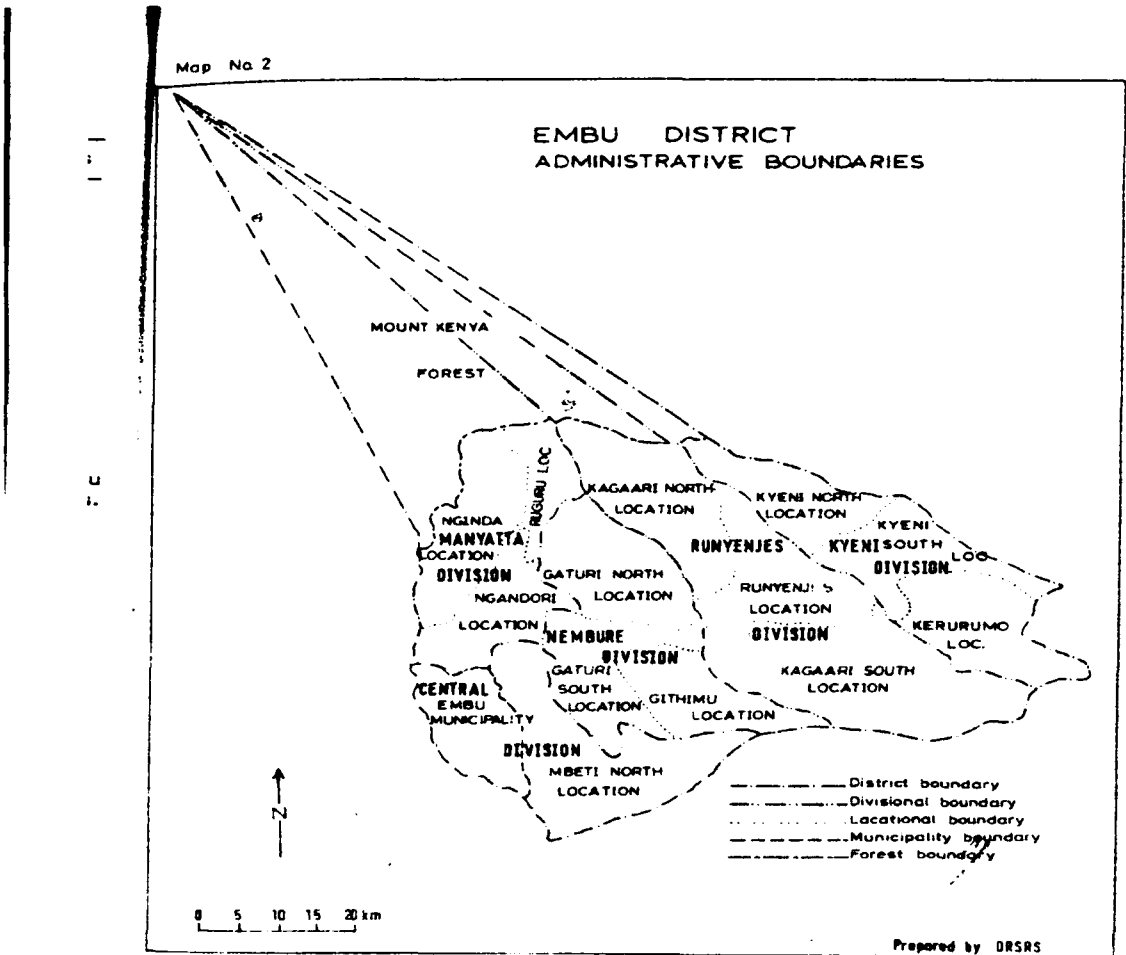 Map No. 2
EMBU DISTRICT
ADMINISTRATIVE BOUNDARIES
MOUNT KENYA
FOREST
RUGURU LOC
KAGAARI NORTH
LOCATION
KYENI NORTH
LOCATION
NGINDA
MANYATTA
LOCATION
DIVISION
RUNYENJES
KYENI
SOUTH
LOC
KYENI
DIVISION
GATURI NORTH
LOCATION
NGANDORI
LOCATION
RUNYENJES
LOCATION
DIVISION
KERURUMO
LOC.
NEMBURE
DIVISION
GATURI
SOUTH
LOCATION
GITHIMU
LOCATION
KAGAARI SOUTH
LOCATION
CENTRAL
EMBU
MUNICIPALITY
DIVISION
MBETI NORTH
LOCATION
District boundary
Divisional boundary
Lacational boundary
Municipality boundary
Forest boundary
N
0 5 10 15 20 km
Prepared by DRSRS